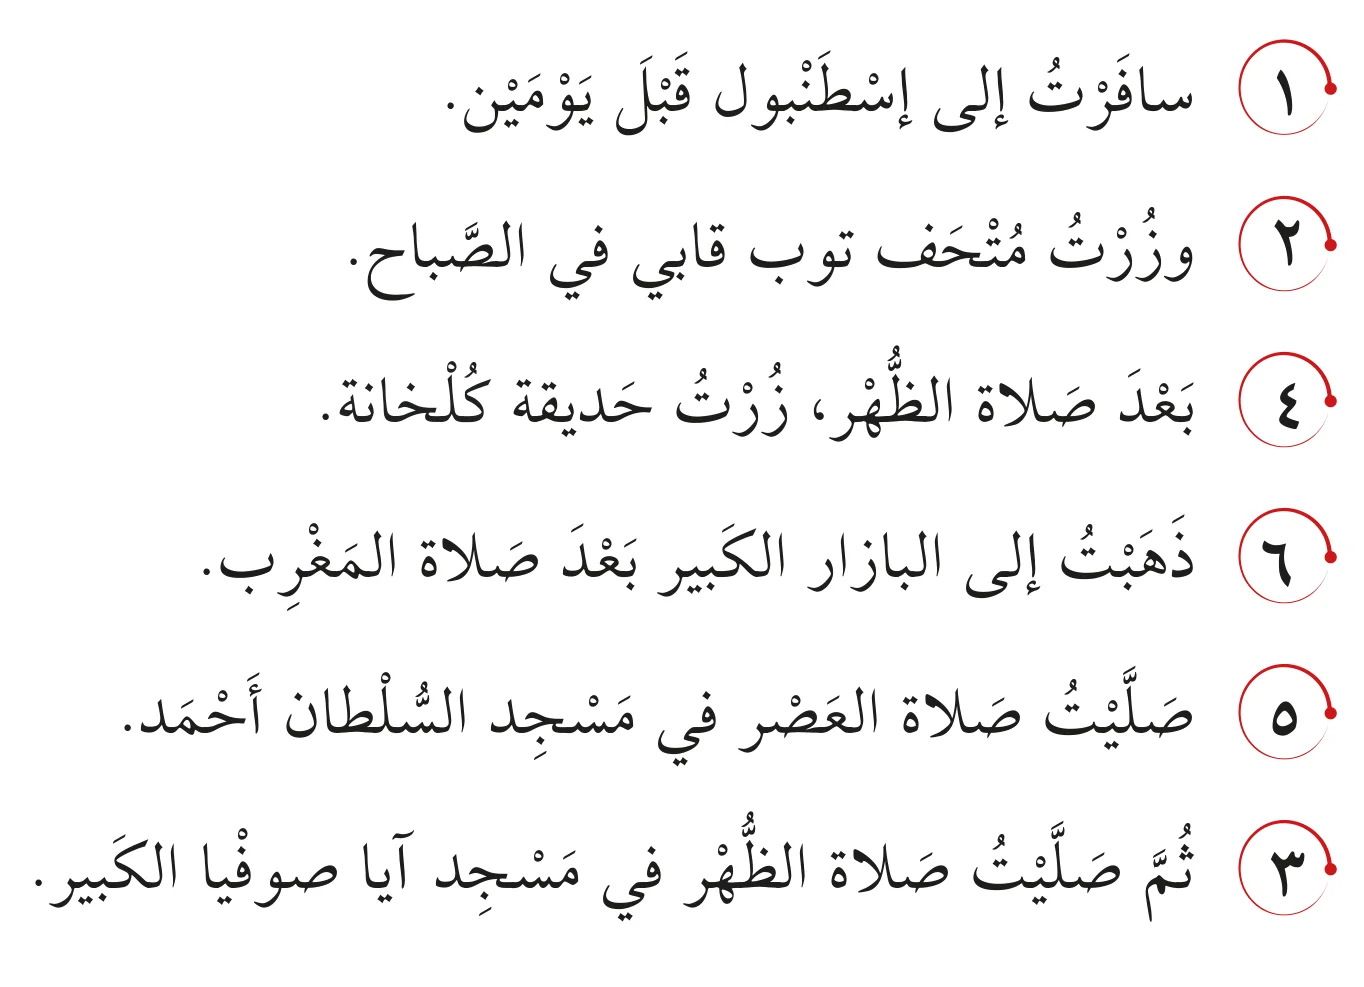 ١ سافَرْتُ إلى إسْطَنْبول قَبْلَ يَوْمَيْن.
٢ وزُرْتُ مُتْحَف توب قابي في الصَّباح.
٤ بَعْدَ صَلاة الظُّهْر، زُرْتُ حَديقة كُلْخانة.
٦ ذَهَبْتُ إلى البازار الكَبير بَعْدَ صَلاة المَغْرِب.
٥ صَلَّيْتُ صَلاة العَصْر في مَسْجِد السُّلْطان أَحْمَد.
٣ ثُمَّ صَلَّيْتُ صَلاة الظُّهْر في مَسْجِد آيا صوفْيا الكَبير.